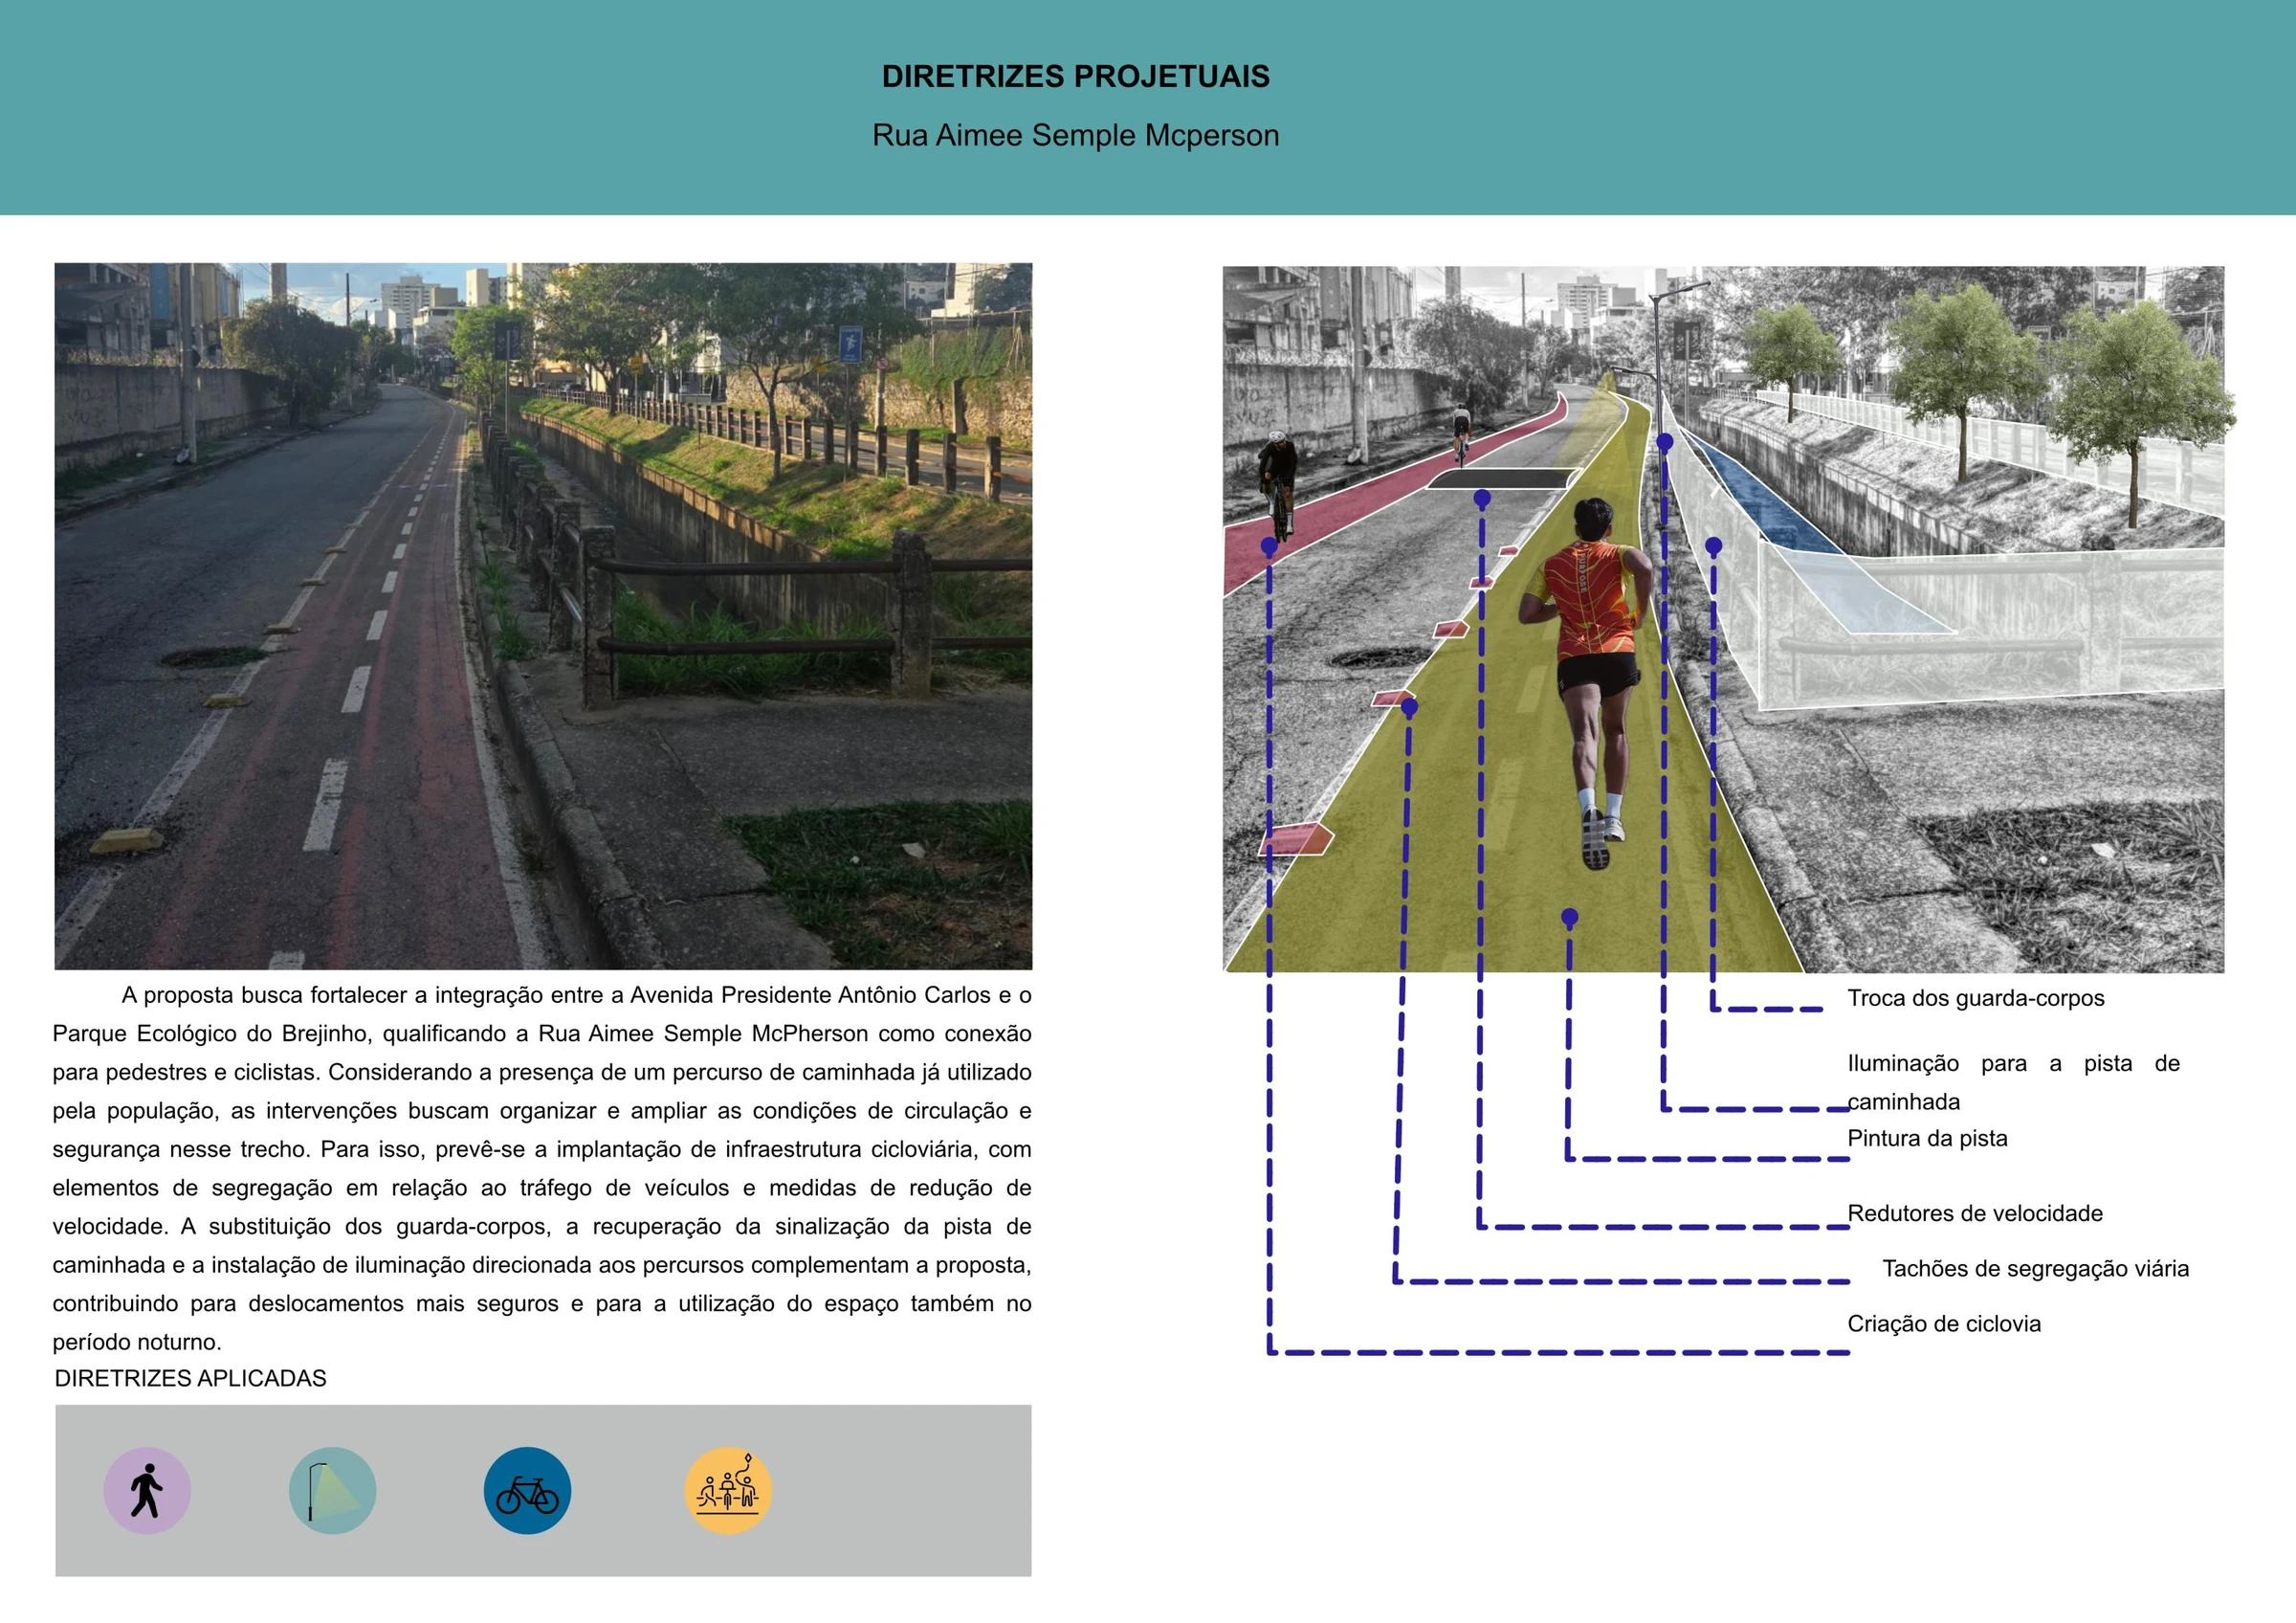 DIRETRIZES PROJETUAIS
Rua Aimee Semple Mcperson
A proposta busca fortalecer a integração entre a Avenida Presidente Antônio Carlos e o
Parque Ecológico do Brejinho, qualificando a Rua Aimee Semple McPherson como conexão
para pedestres e ciclistas. Considerando a presença de um percurso de caminhada já utilizado
pela população, as intervenções buscam organizar e ampliar as condições de circulação e
segurança nesse trecho. Para isso, prevê-se a implantação de infraestrutura cicloviária, com
elementos de segregação em relação ao tráfego de veículos e medidas de redução de
velocidade. A substituição dos guarda-corpos, a recuperação da sinalização da pista de
caminhada e a instalação de iluminação direcionada aos percursos complementam a proposta,
contribuindo para deslocamentos mais seguros e para a utilização do espaço também no
período noturno.
DIRETRIZES APLICADAS
Troca dos guarda-corpos
Iluminação para a pista de
caminhada
Pintura da pista
Redutores de velocidade
Tachões de segregação viária
Criação de ciclovia